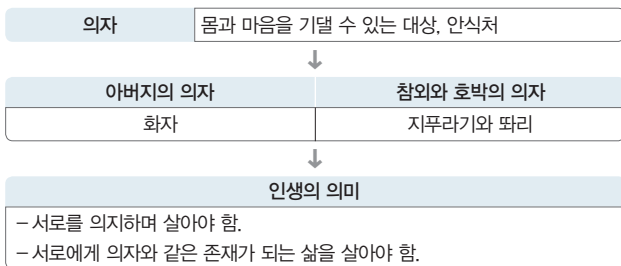 의자 몸과 마음을 기댈 수 있는 대상, 안식처
↓
아버지의 의자 참외와 호박의 의자
화자 지푸라기와 똬리
↓
인생의 의미
– 서로를 의지하며 살아야 함.
– 서로에게 의자와 같은 존재가 되는 삶을 살아야 함.